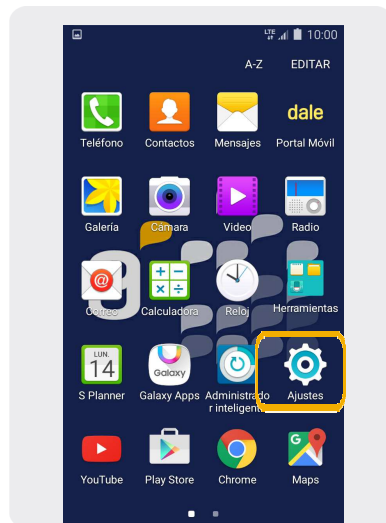 LTE 10:00
A-Z EDITAR
dale
Teléfono Contactos Mensajes Portal Móvil
Galería Cámara Video Radio
Correo Calculadora Reloj Herramientas
LUN.
14 Galaxy
S Planner Galaxy Apps Administrado Ajustes
r inteligente
YouTube Play Store Chrome Maps